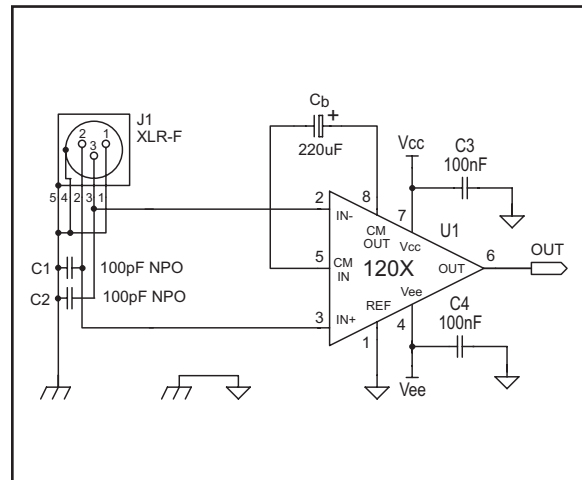 J1
XLR-F
2
1
3
5
4
2
3
1
C1
100pF NPO
C2
100pF NPO
Cb
+
220uF
Vcc
C3
100nF
8
7
2
IN-
CM
OUT
Vcc
U1
5
CM
IN
120X
OUT
6
OUT
REF
Vee
3
IN+
1
4
C4
100nF
Vee